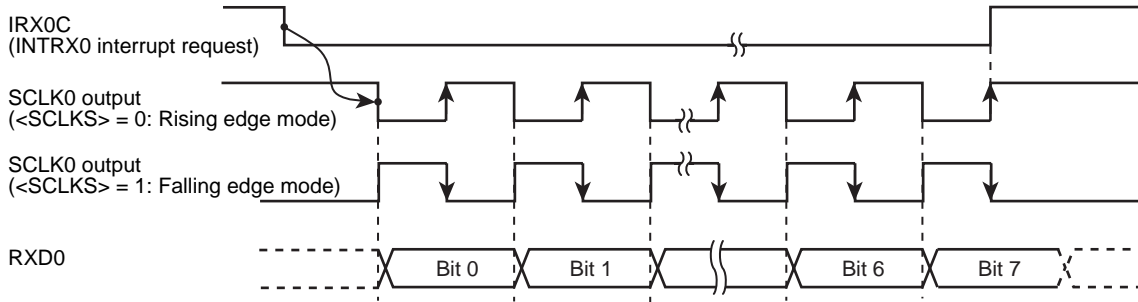 IRX0C
(INTRX0 interrupt request)
SCLK0 output
(<SCLKS> = 0: Rising edge mode)
SCLK0 output
(<SCLKS> = 1: Falling edge mode)
RXD0
Bit 0
Bit 1
Bit 6
Bit 7